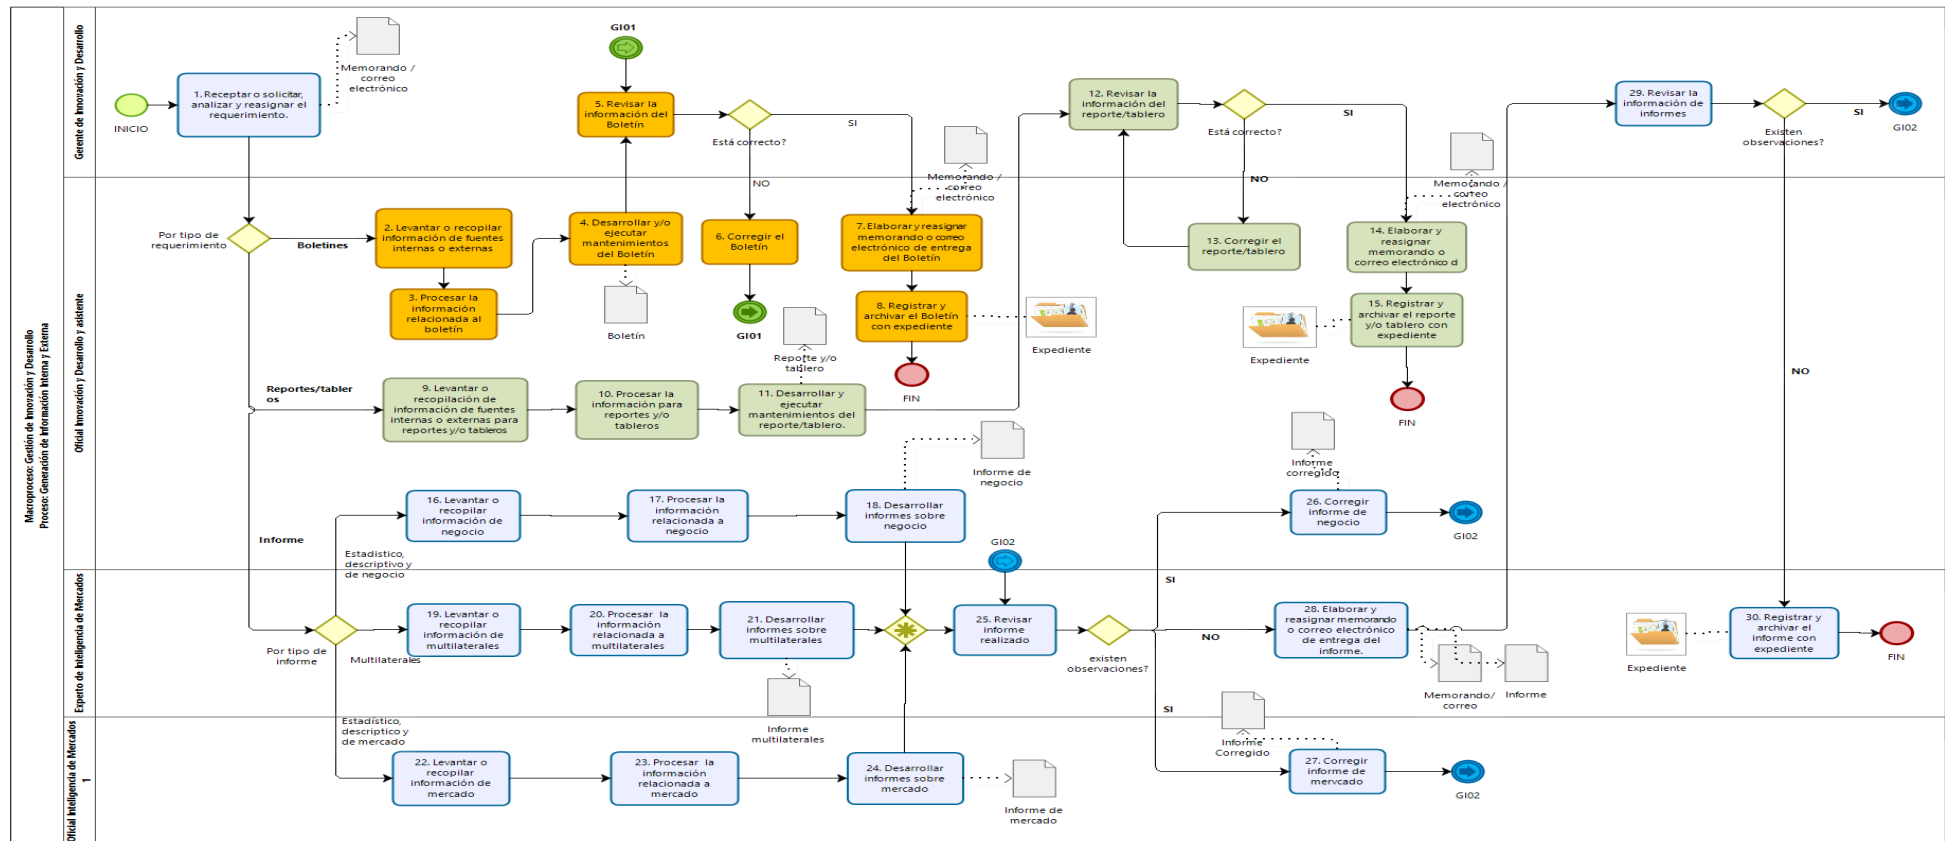 Macroproceso: Gestión de Innovación y Desarrollo
Proceso: Generación de Información Interna y Externa
Gerente de Innovación y Desarrollo
INICIO
1. Receptar o solicitar,
analizar y reasignar el
requerimiento.
Memorando /
correo
electrónico
GI01
5. Revisar la
información del
Boletín
Está correcto?
SI
NO
12. Revisar la
información del
reporte/tablero
Está correcto?
SI
NO
29. Revisar la
información de
informes
Existen
observaciones?
SI
GI02
NO
Oficial Innovación y Desarrollo y asistente
Por tipo de
requerimiento
Boletines
2. Levantar o recopilar
información de fuentes
internas o externas
3. Procesar la
información
relacionada al
boletín
4. Desarrollar y/o
ejecutar
mantenimientos
del Boletín
Boletín
6. Corregir el
Boletín
GI01
Memorando /
correo
electrónico
7. Elaborar y reasignar
memorando o correo
electrónico de entrega
del Boletín
8. Registrar y
archivar el Boletín
con expediente
Expediente
FIN
13. Corregir el
reporte/tablero
Memorando /
correo
electrónico
14. Elaborar y
reasignar
memorando o
correo electrónico d
15. Registrar y
archivar el reporte
y/o tablero con
expediente
Expediente
FIN
Reportes/tabler
os
9. Levantar o
recopilación de
información de fuentes
internas o externas para
reportes y/o tableros
10. Procesar la
información para
reportes y/o
tableros
Reporte y/o
tablero
11. Desarrollar y
ejecutar
mantenimientos del
reporte/tablero.
Informe
Estadístico,
descriptivo y
de negocio
16. Levantar o
recopilar
información de
negocio
17. Procesar la
información
relacionada a
negocio
18. Desarrollar
informes sobre
negocio
Informe de
negocio
GI02
Informe
corregido
26. Corregir
informe de
negocio
GI02
Experto de Inteligencia de Mercados
Por tipo de
informe
Multilaterales
19. Levantar o
recopilar
información de
multilaterales
20. Procesar la
información
relacionada a
multilaterales
21. Desarrollar
informes sobre
multilaterales
Informe
multilaterales
25. Revisar
informe
realizado
existen
observaciones?
SI
NO
SI
28. Elaborar y
reasignar memorando
o correo electrónico
de entrega del
informe.
Memorando/
correo
Informe
Expediente
30. Registrar y
archivar el
informe con
expediente
FIN
Oficial Inteligencia de Mercados
1
Estadístico,
descriptico y
de mercado
22. Levantar o
recopilar
información de
mercado
23. Procesar la
información
relacionada a
mercado
24. Desarrollar
informes sobre
mercado
Informe de
mercado
Informe
Corregido
27. Corregir
informe de
mervcado
GI02